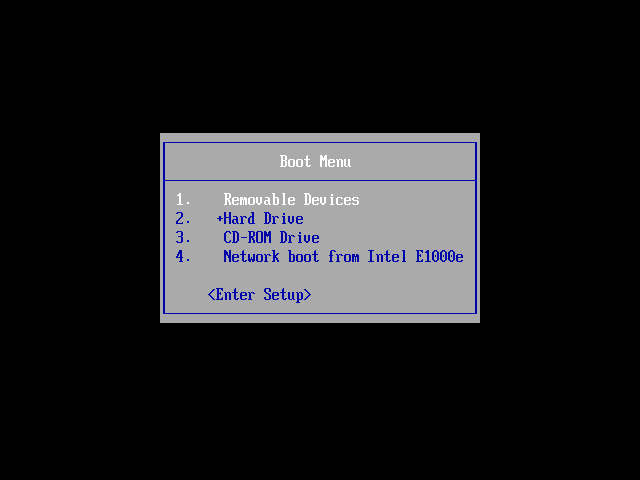 Boot Menu
1. Removable Devices
2. +Hard Drive
3. CD-ROM Drive
4. Network boot from Intel E1000e
<Enter Setup>